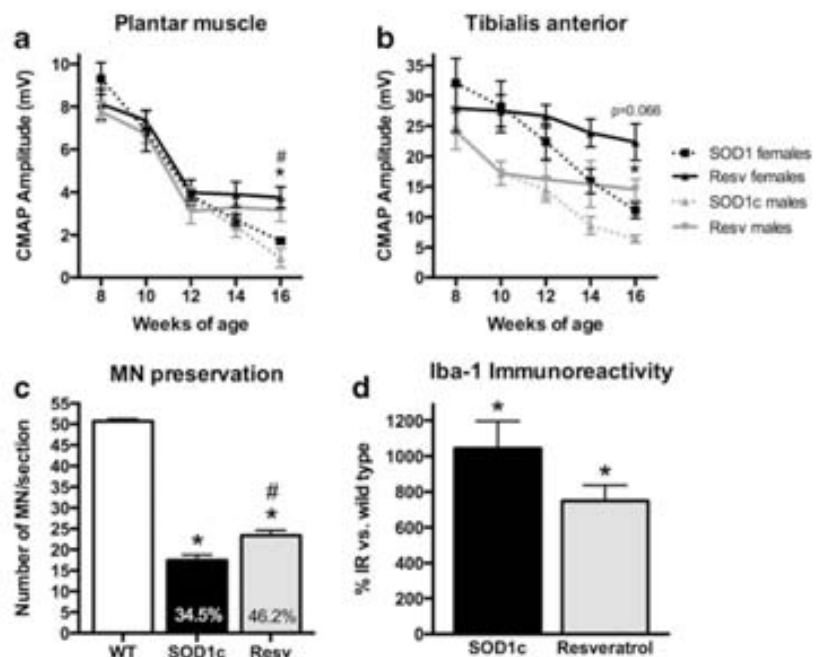 a
Plantar muscle
CMAP Amplitude (mV)
10
8
6
4
2
0
#
*
8 10 12 14 16
Weeks of age
b
Tibialis anterior
CMAP Amplitude (mV)
35
30
25
20
15
10
5
0
p=0.066
*
8 10 12 14 16
Weeks of age
SOD1 females
Resv females
SOD1c males
Resv males
c
MN preservation
Number of MN/section
55
50
45
40
35
30
25
20
15
10
5
0
*
#
*
34.5%
46.2%
WT SOD1c Resv
d
Iba-1 Immunoreactivity
% IR vs. wild type
1200
1000
800
600
400
200
0
*
*
SOD1c Resveratrol